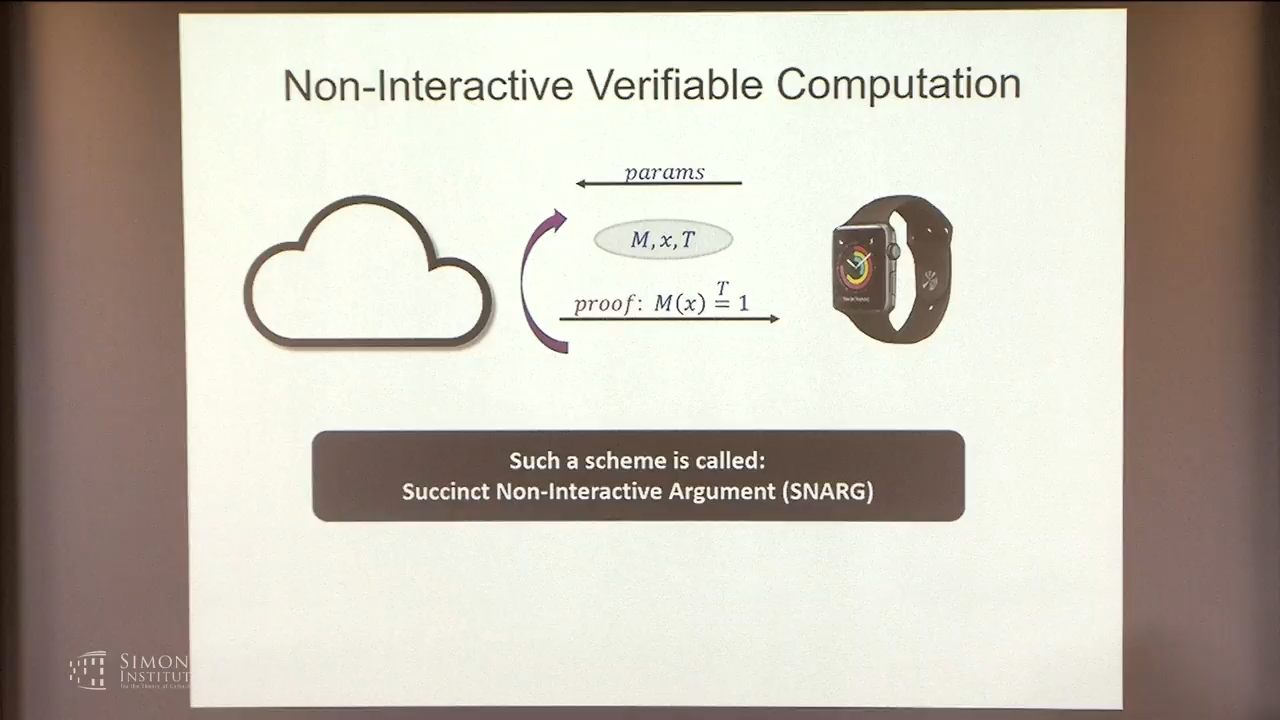 Non-Interactive Verifiable Computation
params
M, x, T
proof: M(x) =^T 1
Such a scheme is called:
Succinct Non-Interactive Argument (SNARG)
SIMON
INSTITUT